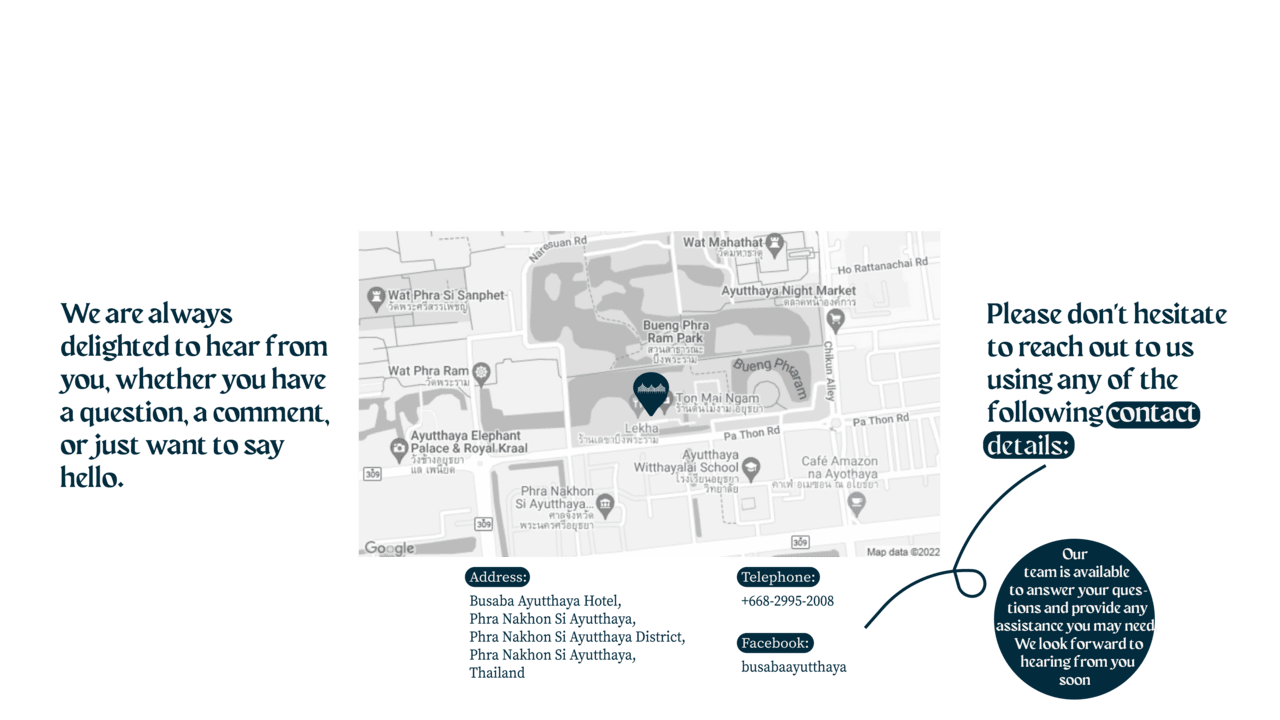 We are always
delighted to hear from
you, whether you have
a question, a comment,
or just want to say
hello.
Naresuan Rd
Wat Mahathat
วัดมหาธาตุ
Ho Rattanachai Rd
Wat Phra Si Sanphet
วัดพระศรีสรรเพชญ์
Ayutthaya Night Market
ตลาดหน้าองค์การ
Bueng Phra
Ram Park
สวนสาธารณะ
บึงพระราม
Chikun Alley
Wat Phra Ram
วัดพระราม
Bueng Phraram
Ton Mai Ngam
ร้านต้นไม้งาม อยุธยา
Lekha
ร้านเลขาบึงพระราม
Pa Thon Rd
Pa Thon Rd
Ayutthaya Elephant
Palace & Royal Kraal
วังช้างอยุธยา
แล เพนียด
Ayutthaya
Witthayalai School
โรงเรียนอยุธยา
วิทยาลัย
Café Amazon
na Ayothaya
คาเฟ่ อเมซอน ณ อโยธยา
309
Phra Nakhon
Si Ayutthaya...
ศาลจังหวัด
พระนครศรีอยุธยา
309
309
Google
Map data ©2022
Please don't hesitate
to reach out to us
using any of the
following contact
details:
Address:
Busaba Ayutthaya Hotel,
Phra Nakhon Si Ayutthaya,
Phra Nakhon Si Ayutthaya District,
Phra Nakhon Si Ayutthaya,
Thailand
Telephone:
+668-2995-2008
Facebook:
busabaayutthaya
Our
team is available
to answer your ques-
tions and provide any
assistance you may need
We look forward to
hearing from you
soon